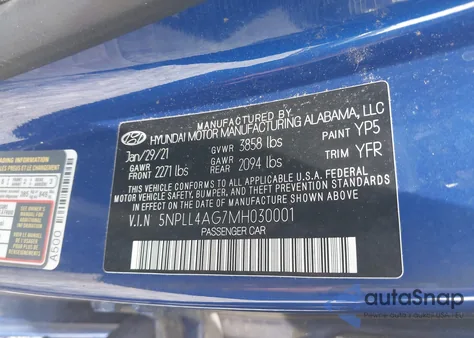 MANUFACTURED BY
HYUNDAI MOTOR MANUFACTURING ALABAMA, LLC
Jan/29/21 GVWR 3858 lbs PAINT YP5
GAWR FRONT 2271 lbs GAWR REAR 2094 lbs TRIM YFR
THIS VEHICLE CONFORMS TO ALL APPLICABLE U.S.A. FEDERAL
MOTOR VEHICLE SAFETY, BUMPER, AND THEFT PREVENTION STANDARDS
IN EFFECT ON THE DATE OF MANUFACTURE SHOWN ABOVE.
V.I.N 5NPLL4AG7MH030001
PASSENGER CAR
A500
autoSnap